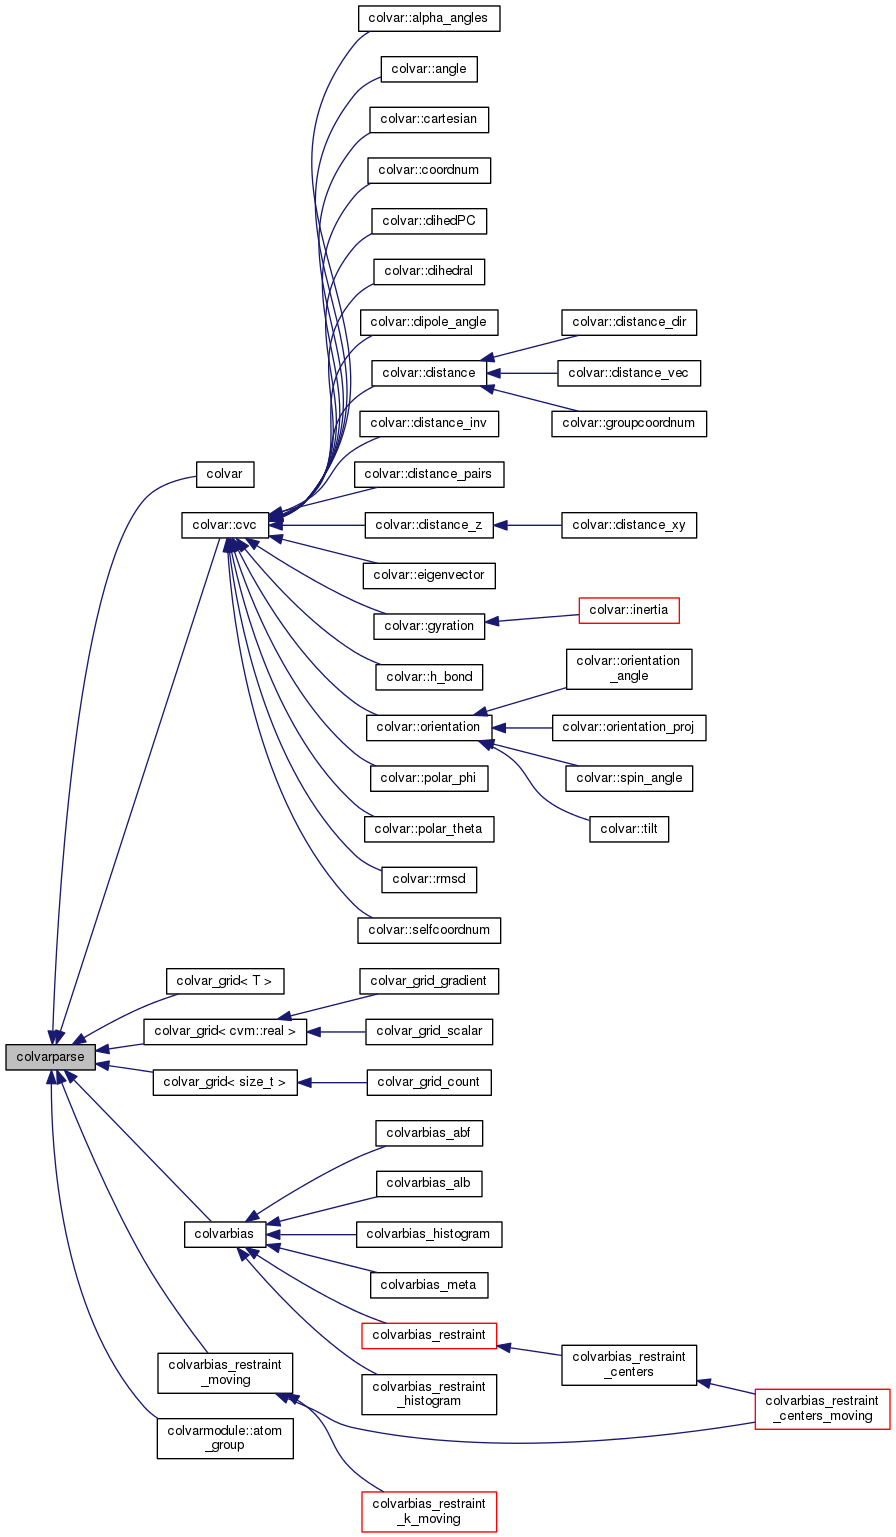 colvar::alpha_angles
colvar::angle
colvar::cartesian
colvar::coordnum
colvar::dihedPC
colvar::dihedral
colvar::dipole_angle
colvar::distance_dir
colvar::distance
colvar::distance_vec
colvar::distance_inv
colvar::groupcoordnum
colvar
colvar::distance_pairs
colvar::cvc
colvar::distance_z
colvar::distance_xy
colvar::eigenvector
colvar::gyration
colvar::inertia
colvar::h_bond
colvar::orientation
_angle
colvar::orientation
colvar::orientation_proj
colvar::polar_phi
colvar::spin_angle
colvar::polar_theta
colvar::tilt
colvar::rmsd
colvar::selfcoordnum
colvar_grid< T >
colvar_grid_gradient
colvar_grid< cvm::real >
colvar_grid_scalar
colvarparse
colvar_grid< size_t >
colvar_grid_count
colvarbias_abf
colvarbias_alb
colvarbias
colvarbias_histogram
colvarbias_meta
colvarbias_restraint
colvarbias_restraint
_centers
colvarbias_restraint
_moving
colvarbias_restraint
_histogram
colvarbias_restraint
_centers_moving
colvarmodule::atom
_group
colvarbias_restraint
_k_moving